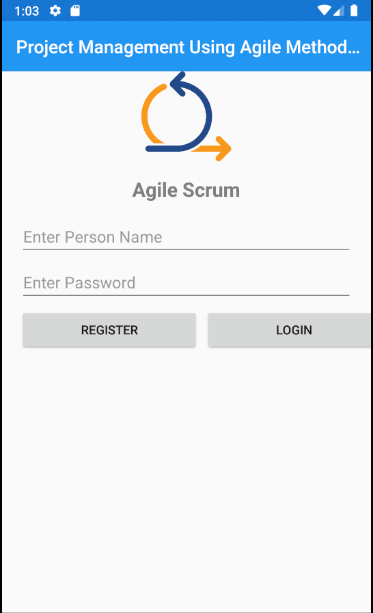 1:03
Project Management Using Agile Method...
Agile Scrum
Enter Person Name
Enter Password
REGISTER LOGIN